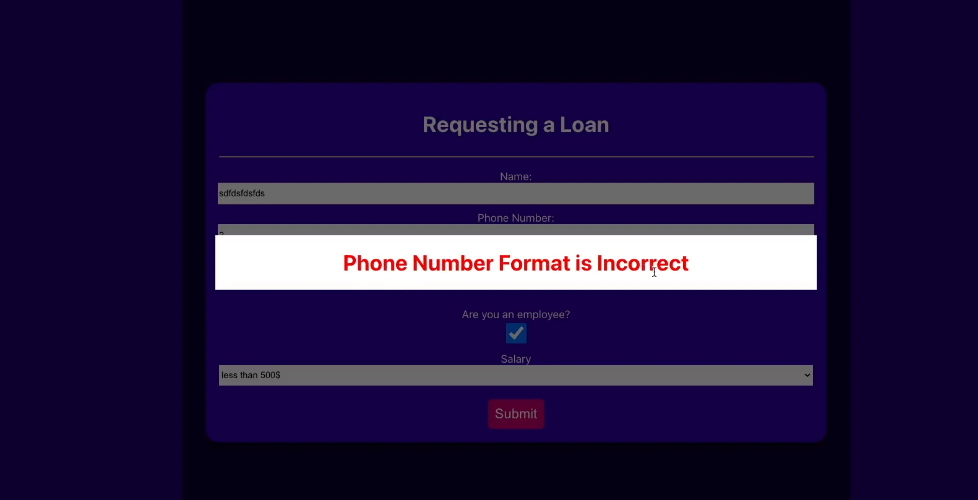 Requesting a Loan
Name:
sdfdsfdsfds
Phone Number:
Phone Number Format is Incorrect
Are you an employee?
Salary
less than 500$
Submit